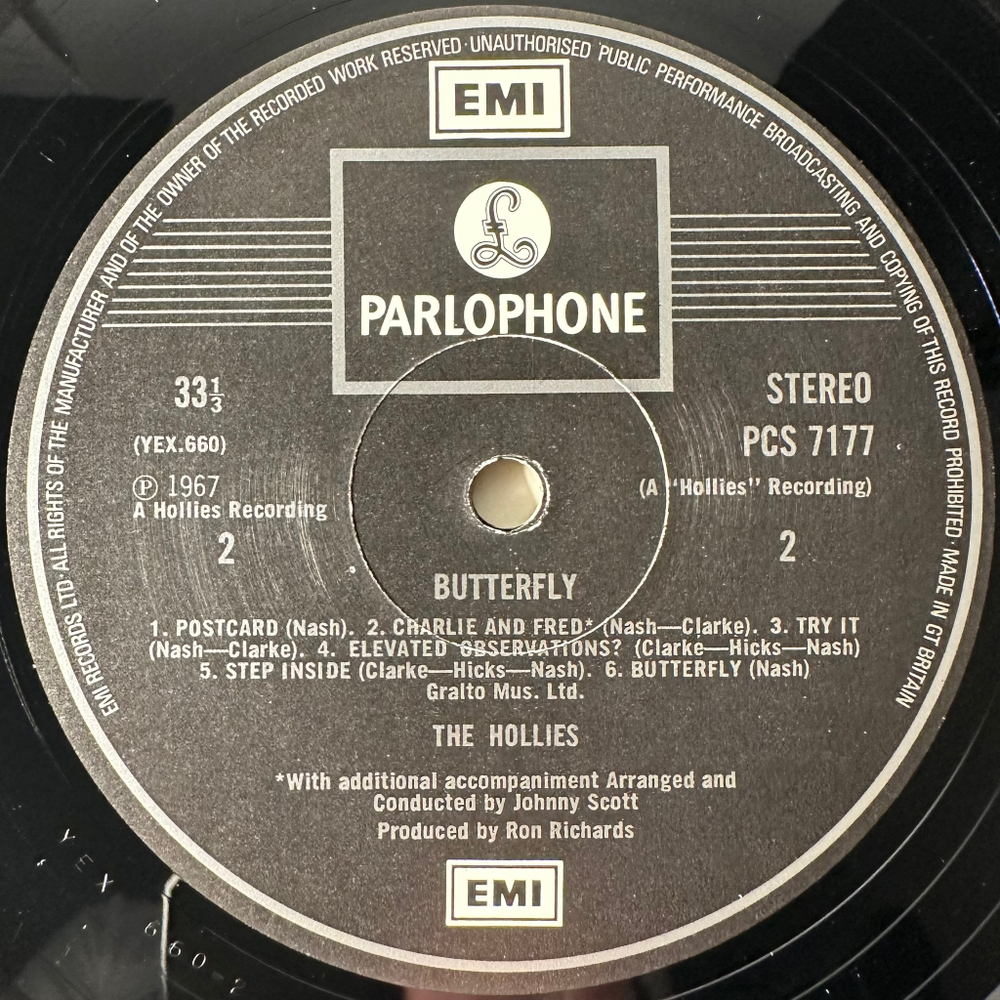 EMI RECORDS LTD · ALL RIGHTS OF THE MANUFACTURER AND OF THE OWNER OF THE RECORDED WORK RESERVED · UNAUTHORISED PUBLIC PERFORMANCE BROADCASTING AND COPYING OF THIS RECORD PROHIBITED · MADE IN GT BRITAIN
EMI
£
PARLOPHONE
33⅓
STEREO
(YEX.660)
PCS 7177
Ⓟ 1967
(A "Hollies" Recording)
A Hollies Recording
2
2
BUTTERFLY
1. POSTCARD (Nash). 2. CHARLIE AND FRED* (Nash—Clarke). 3. TRY IT
(Nash—Clarke). 4. ELEVATED OBSERVATIONS? (Clarke—Hicks—Nash)
5. STEP INSIDE (Clarke—Hicks—Nash). 6. BUTTERFLY (Nash)
Gralto Mus. Ltd.
THE HOLLIES
*With additional accompaniment Arranged and
Conducted by Johnny Scott
Produced by Ron Richards
EMI
YEX 660-2